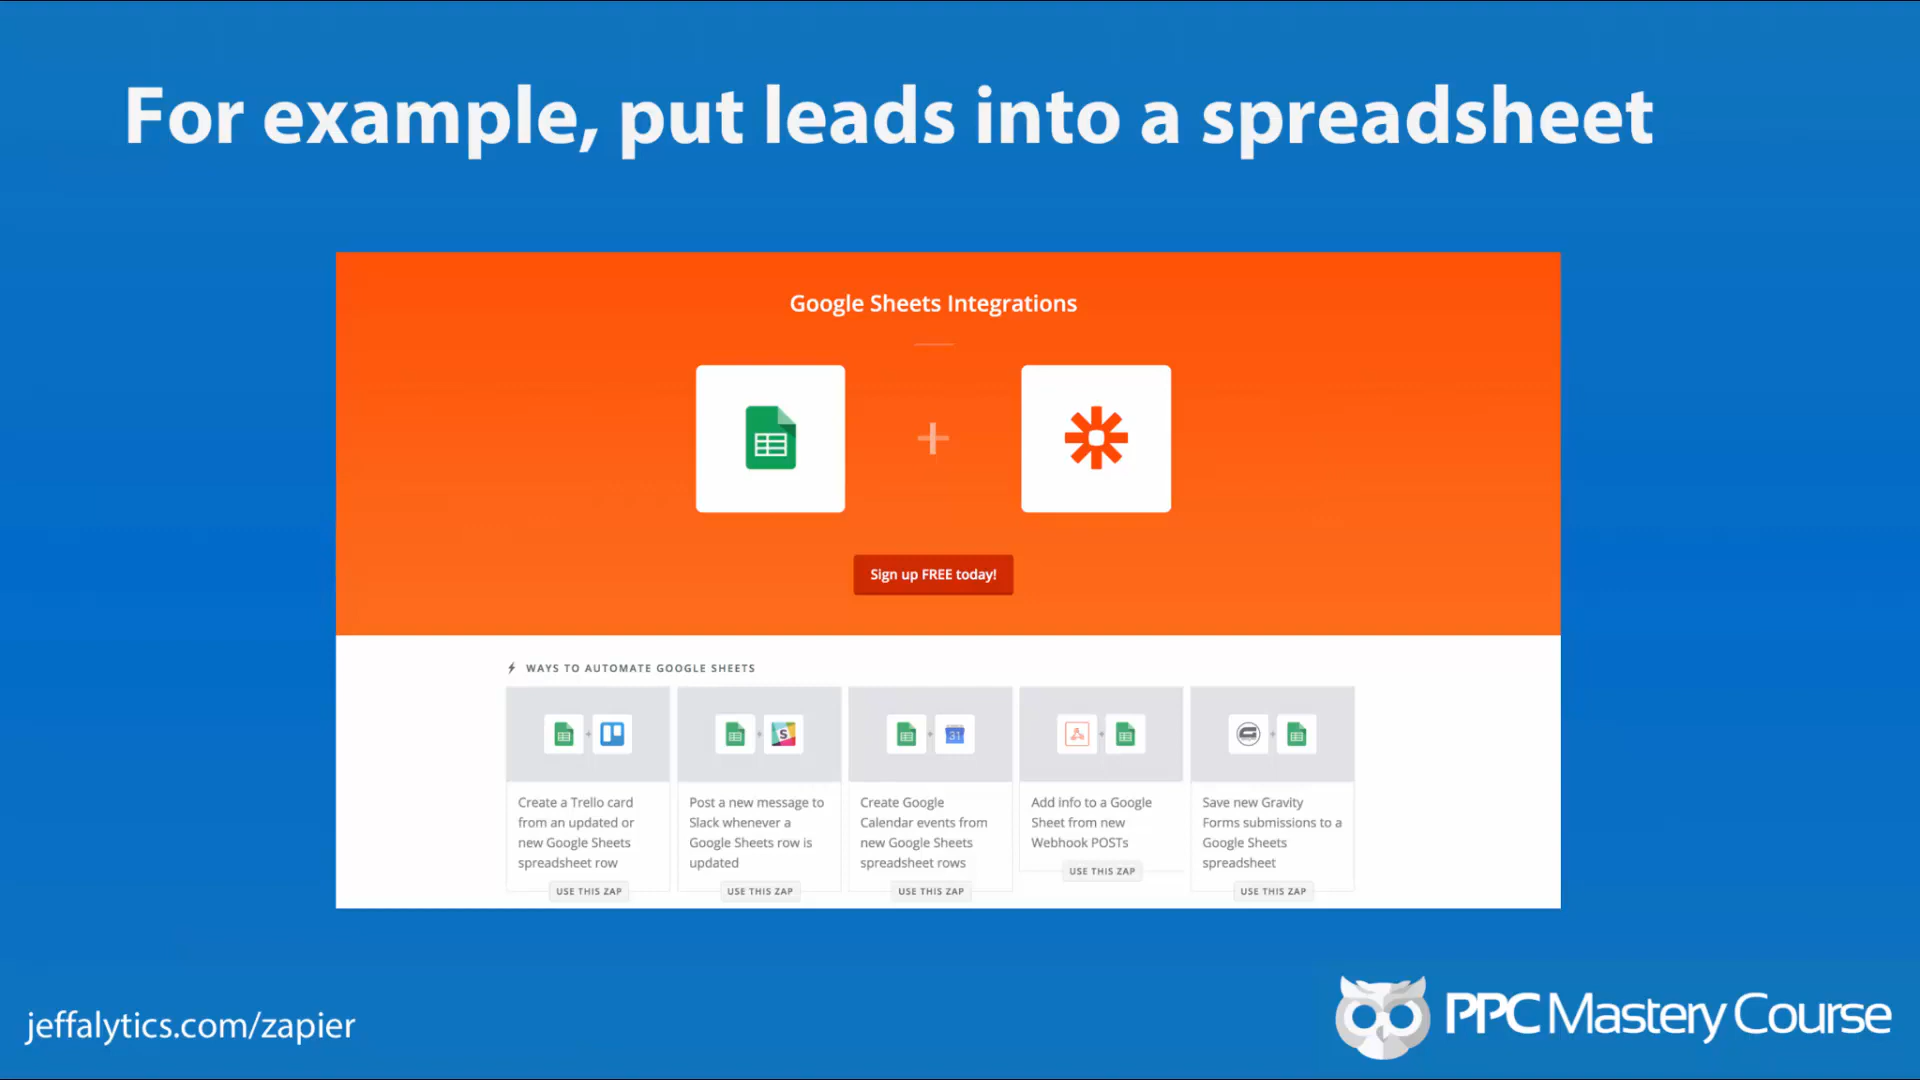 For example, put leads into a spreadsheet
Google Sheets Integrations
Sign up FREE today!
WAYS TO AUTOMATE GOOGLE SHEETS
Create a Trello card
from an updated or
new Google Sheets
spreadsheet row
USE THIS ZAP
Post a new message to
Slack whenever a
Google Sheets row is
updated
USE THIS ZAP
31
Create Google
Calendar events from
new Google Sheets
spreadsheet rows
USE THIS ZAP
Add info to a Google
Sheet from new
Webhook POSTs
USE THIS ZAP
Save new Gravity
Forms submissions to a
Google Sheets
spreadsheet
USE THIS ZAP
jeffalytics.com/zapier
PPC Mastery Course